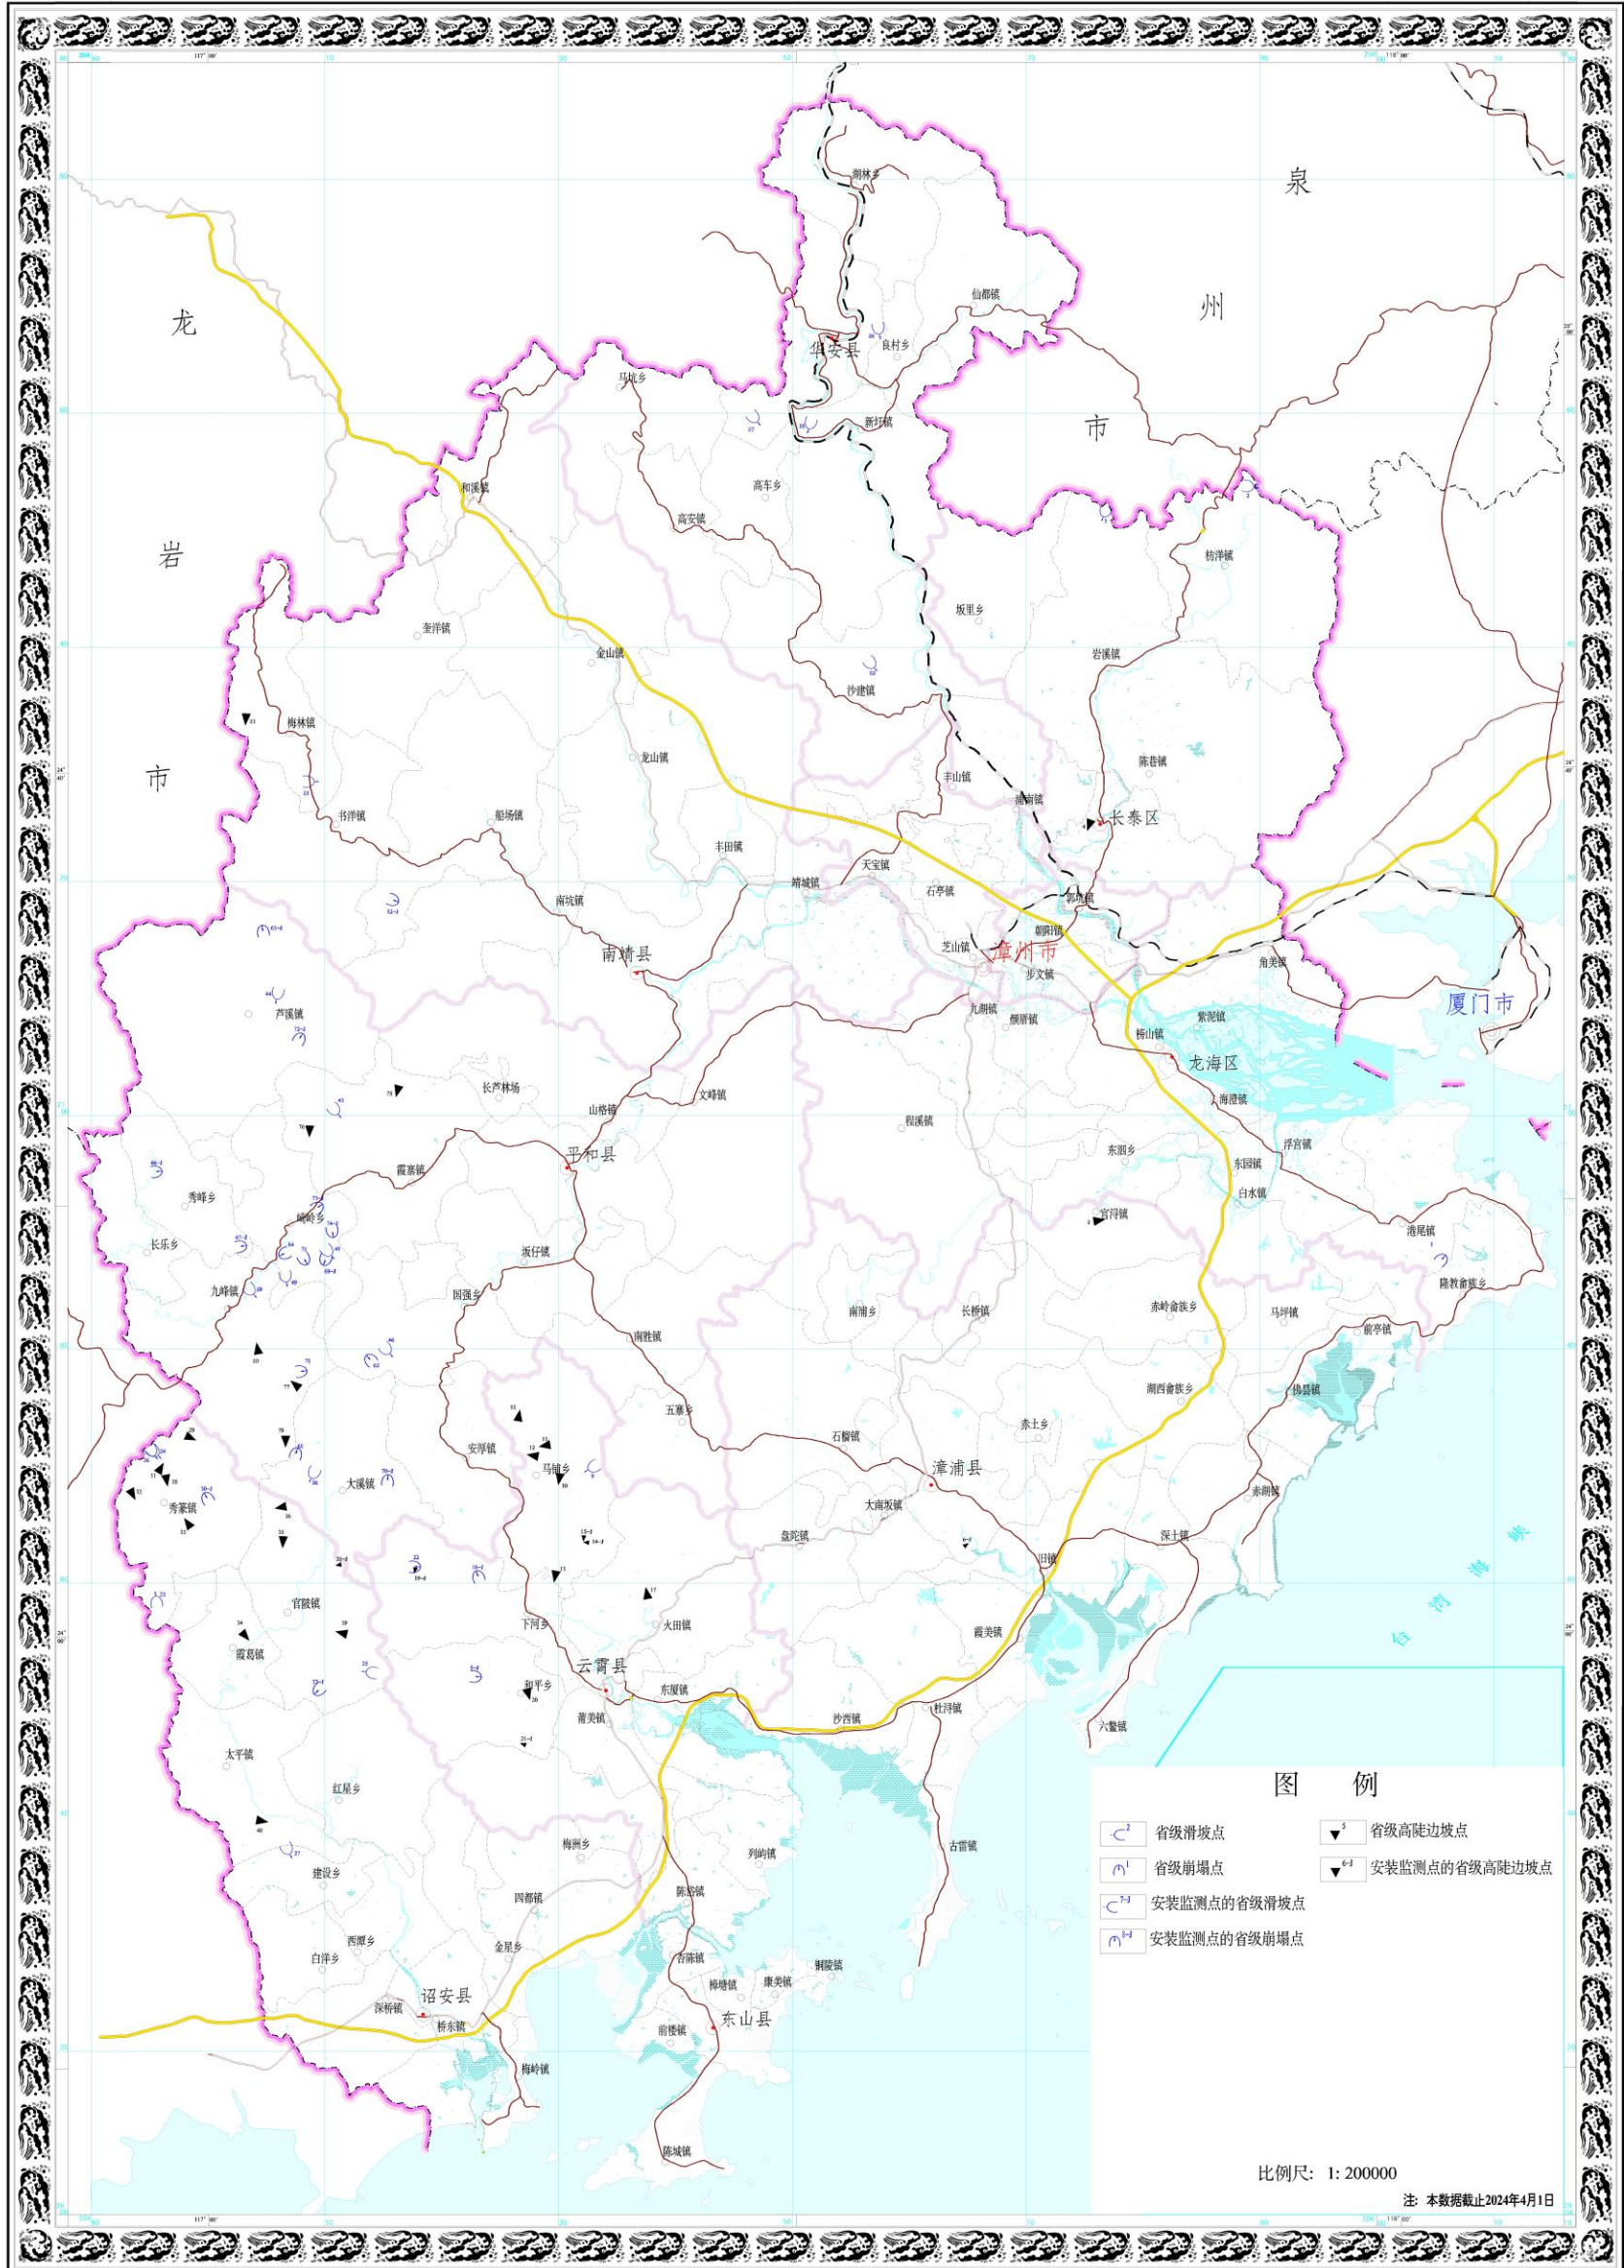 泉
湖林乡
州
仙都镇
龙
华安县
良村乡
马坑乡
市
新圩镇
和溪镇
高车乡
高安镇
枋洋镇
岩
坂里乡
奎洋镇
金山镇
岩溪镇
沙建镇
梅林镇
龙山镇
陈巷镇
市
丰山镇
浦南镇
长泰区
书洋镇
船场镇
丰田镇
天宝镇
靖城镇
石亭镇
郭坑镇
南坑镇
朝阳镇
芝山镇
漳州市
南靖县
步文镇
角美镇
厦门市
九湖镇
颜厝镇
紫泥镇
芦溪镇
榜山镇
龙海区
长芦林场
文峰镇
海澄镇
山格镇
程溪镇
浮宫镇
平和县
东泗乡
东园镇
霞寨镇
白水镇
秀峰乡
官浔镇
崎岭乡
港尾镇
长乐乡
坂仔镇
隆教畲族乡
九峰镇
国强乡
南浦乡
长桥镇
赤岭畲族乡
马坪镇
前亭镇
南胜镇
湖西畲族乡
佛昙镇
五寨乡
赤土乡
石榴镇
安厚镇
马铺乡
漳浦县
大溪镇
赤湖镇
秀篆镇
大南坂镇
盘陀镇
深土镇
旧镇
台湾海峡
官陂镇
下河乡
火田镇
霞美镇
霞葛镇
云霄县
和平乡
东厦镇
杜浔镇
莆美镇
沙西镇
六鳌镇
太平镇
红星乡
梅洲乡
列屿镇
古雷镇
建设乡
陈岱镇
四都镇
西潭乡
金星乡
白洋乡
杏陈镇
铜陵镇
康美镇
樟塘镇
诏安县
深桥镇
桥东镇
东山县
前楼镇
梅岭镇
陈城镇
图 例
2 省级滑坡点
5 省级高陡边坡点
1 省级崩塌点
6-J 安装监测点的省级高陡边坡点
7-J 安装监测点的省级滑坡点
8-J 安装监测点的省级崩塌点
比例尺: 1: 200000
注: 本数据截止2024年4月1日